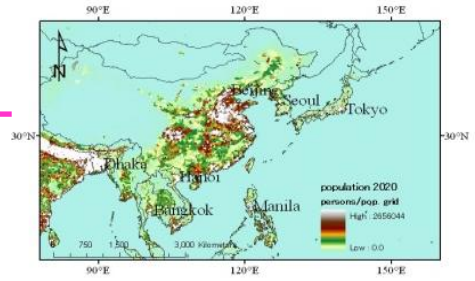 90°E 120°E 150°E
N
Beijing
Seoul
Tokyo
30°N 30°N
Dhaka
Hanoi
Bangkok
Manila
population 2020
persons/pop. grid
High : 2656044
Low : 0.0
750 1,500 3,000 Kilometers
90°E 120°E 150°E